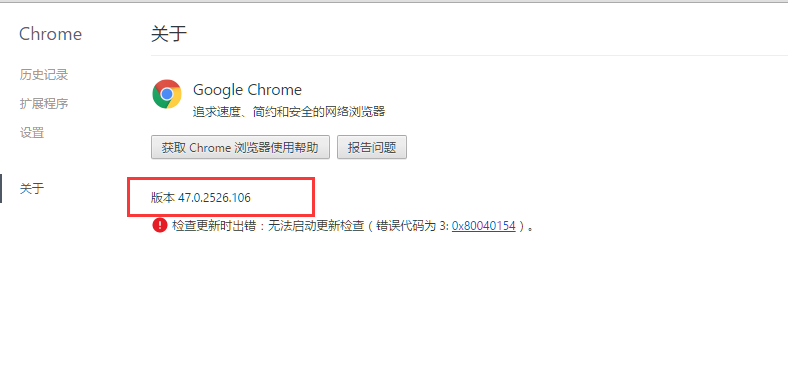 Chrome
关于
历史记录
扩展程序
设置
关于
Google Chrome
追求速度、简约和安全的网络浏览器
获取 Chrome 浏览器使用帮助
报告问题
版本 47.0.2526.106
检查更新时出错：无法启动更新检查（错误代码为 3: 0x80040154）。